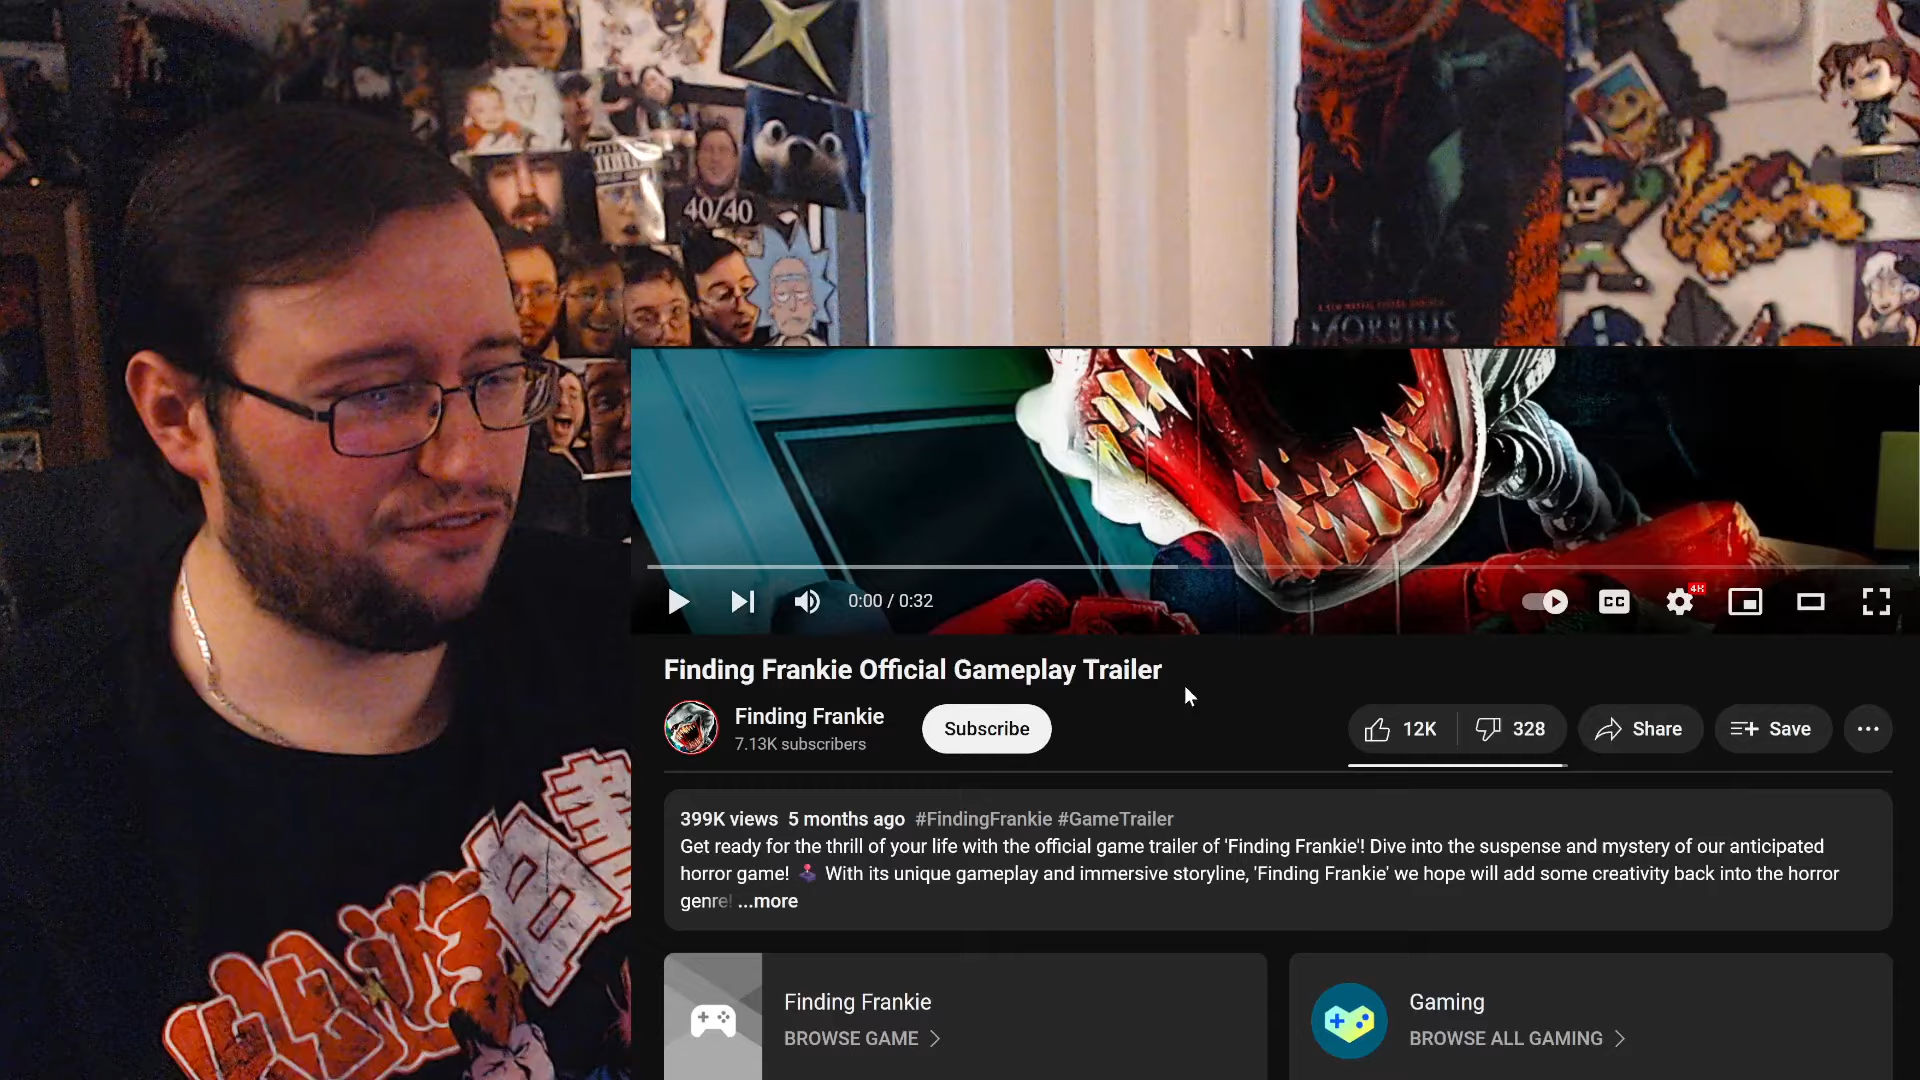 40/40
MORBIUS
0:00 / 0:32
CC
4K
Finding Frankie Official Gameplay Trailer
Finding Frankie
7.13K subscribers
Subscribe
12K
328
Share
Save
399K views 5 months ago #FindingFrankie #GameTrailer
Get ready for the thrill of your life with the official game trailer of 'Finding Frankie'! Dive into the suspense and mystery of our anticipated
horror game! With its unique gameplay and immersive storyline, 'Finding Frankie' we hope will add some creativity back into the horror
genre! ...more
Finding Frankie
BROWSE GAME
Gaming
BROWSE ALL GAMING